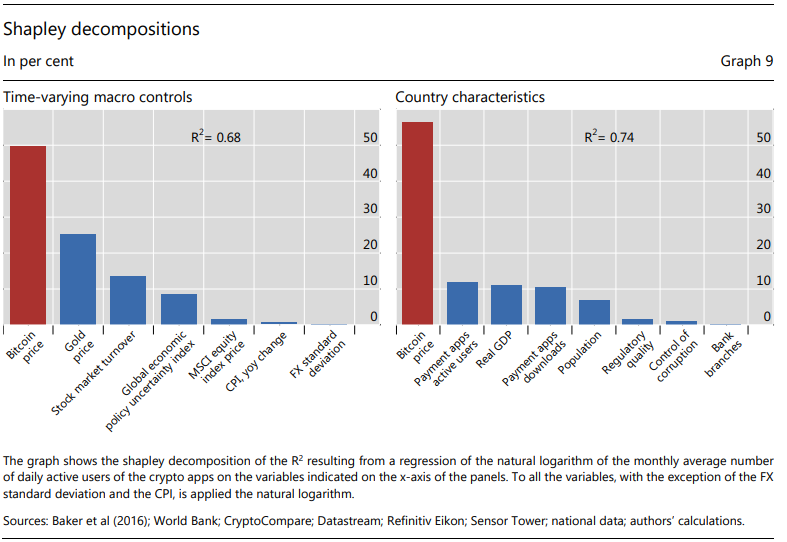 Shapley decompositions
In per cent
Graph 9
Time-varying macro controls
R2= 0.68
50
40
30
20
10
0
Bitcoin
price
Gold
price
Stock market turnover
Global economic
policy uncertainty index
MSCI equity
index price
CPI, yoy change
FX standard
deviation
Country characteristics
R2= 0.74
50
40
30
20
10
0
Bitcoin
price
Payment apps
active users
Real GDP
Payment apps
downloads
Population
Regulatory
quality
Control of
corruption
Bank
branches
The graph shows the shapley decomposition of the R2 resulting from a regression of the natural logarithm of the monthly average number
of daily active users of the crypto apps on the variables indicated on the x-axis of the panels. To all the variables, with the exception of the FX
standard deviation and the CPI, is applied the natural logarithm.
Sources: Baker et al (2016); World Bank; CryptoCompare; Datastream; Refinitiv Eikon; Sensor Tower; national data; authors’ calculations.